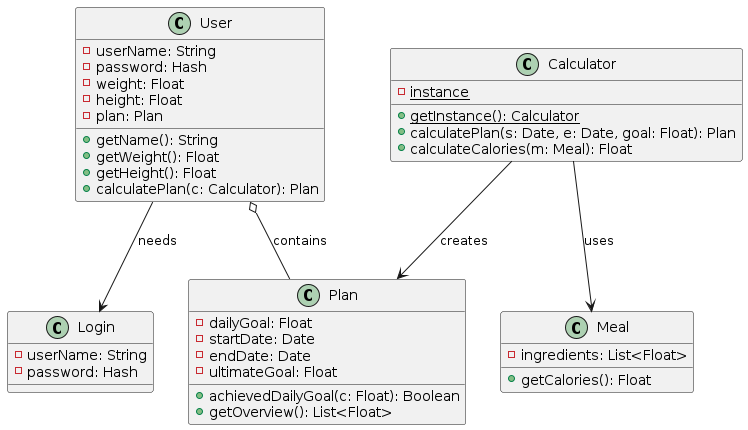 C User
userName: String
password: Hash
weight: Float
height: Float
plan: Plan
getName(): String
getWeight(): Float
getHeight(): Float
calculatePlan(c: Calculator): Plan
C Calculator
instance
getInstance(): Calculator
calculatePlan(s: Date, e: Date, goal: Float): Plan
calculateCalories(m: Meal): Float
needs
contains
creates
uses
C Login
userName: String
password: Hash
C Plan
dailyGoal: Float
startDate: Date
endDate: Date
ultimateGoal: Float
achievedDailyGoal(c: Float): Boolean
getOverview(): List<Float>
C Meal
ingredients: List<Float>
getCalories(): Float